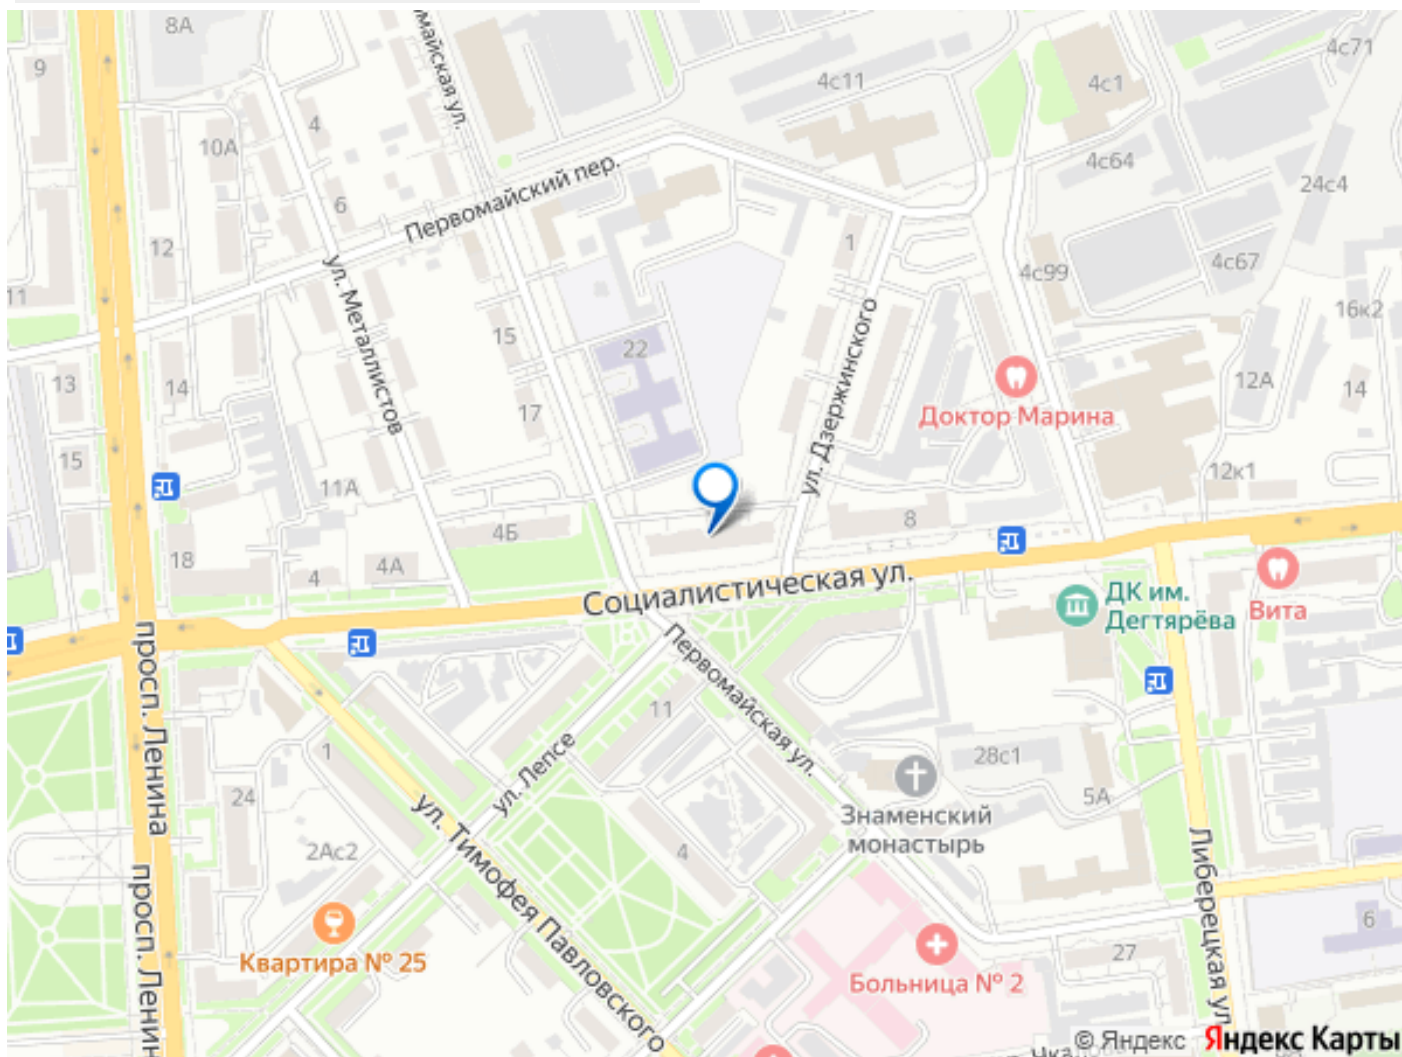 8А
9
майская ул.
4с71
4с11
4с1
4
10А
Первомайский пер.
4с64
24с4
6
12
1
4с99
4с67
11
ул. Металлистов
15
22
ул. Дзержинского
16к2
13
14
17
Доктор Марина
12А
14
15
11А
12к1
4Б
8
18
4
4А
Социалистическая ул.
ДК им.
Дегтярёва
Вита
просп. Ленина
Первомайская ул.
11
1
ул. Лепсе
28с1
5А
24
ул. Тимофея Павловского
Знаменский
монастырь
2Ас2
4
Либерецкая ул.
просп. Ленин
Квартира № 25
6
27
Больница № 2
© Яндекс Яндекс Карты